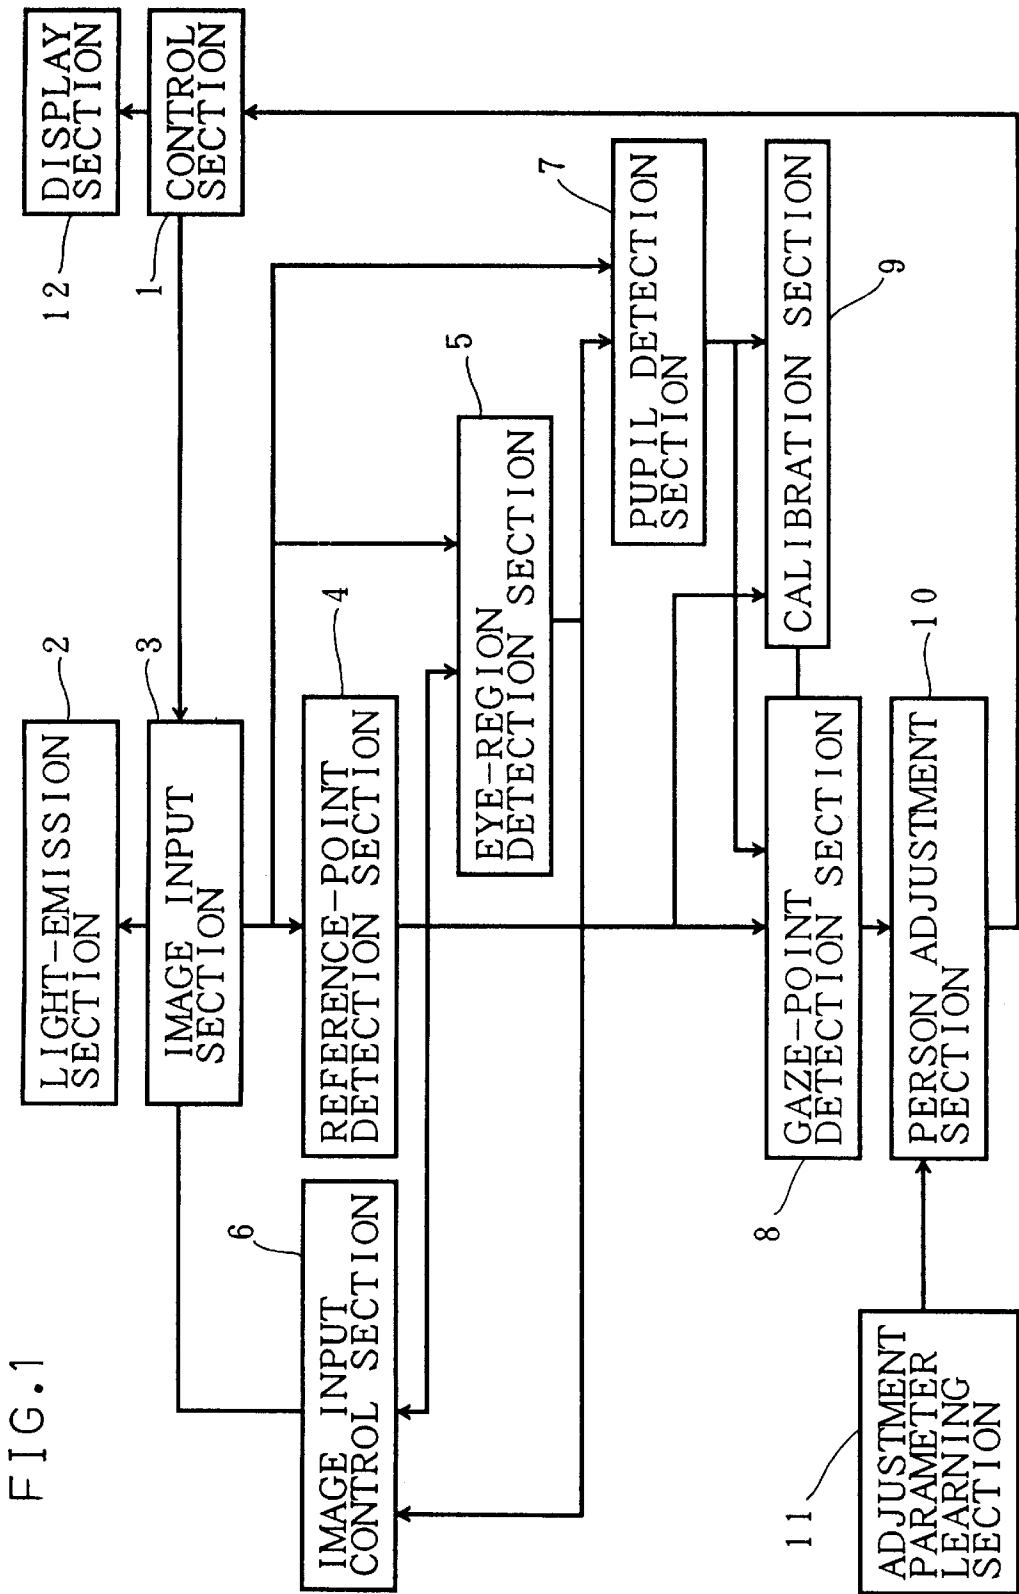 FIG.1
LIGHT-EMISSION
SECTION
2
DISPLAY
SECTION
12
IMAGE INPUT
SECTION
3
CONTROL
SECTION
1
IMAGE INPUT
CONTROL SECTION
6
REFERENCE-POINT
DETECTION SECTION
4
EYE-REGION
DETECTION SECTION
5
PUPIL DETECTION
SECTION
7
GAZE-POINT
DETECTION SECTION
8
CALIBRATION SECTION
9
PERSON ADJUSTMENT
SECTION
10
ADJUSTMENT
PARAMETER
LEARNING
SECTION
11